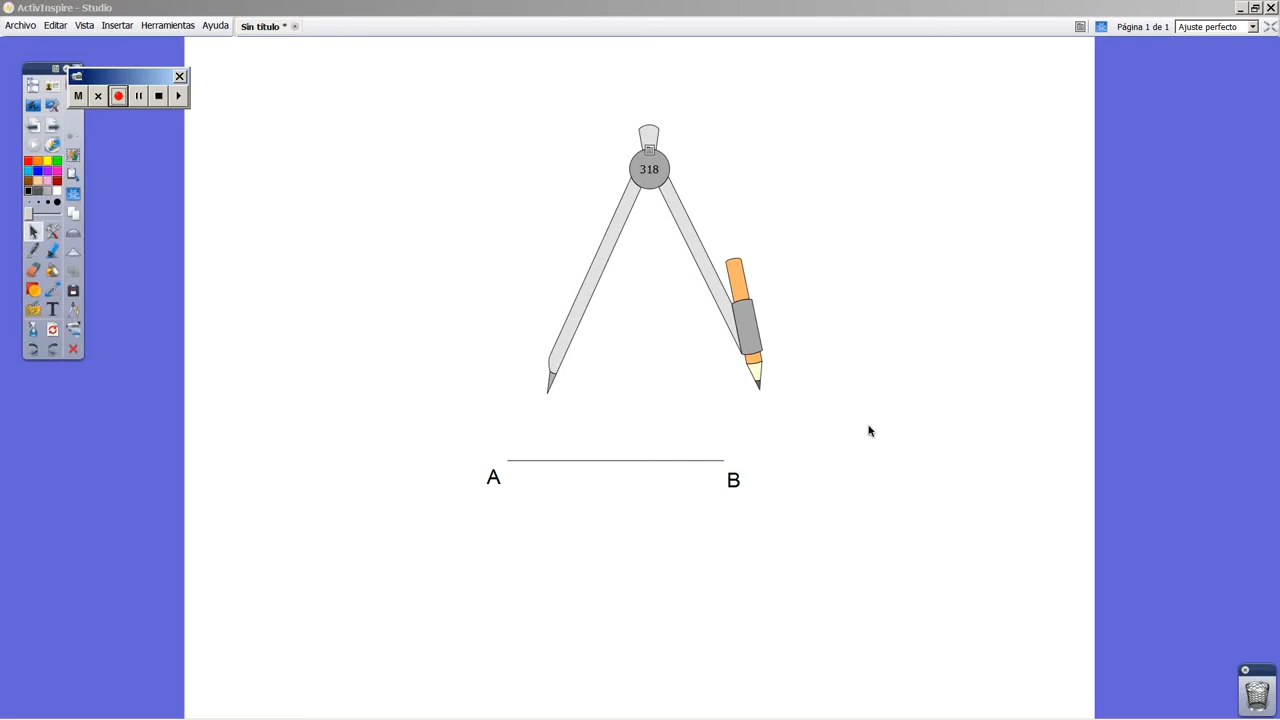 ActivInspire - Studio
Archivo Editar Vista Insertar Herramientas Ayuda Sin título * Página 1 de 1 Ajuste perfecto
M
318
A B
T